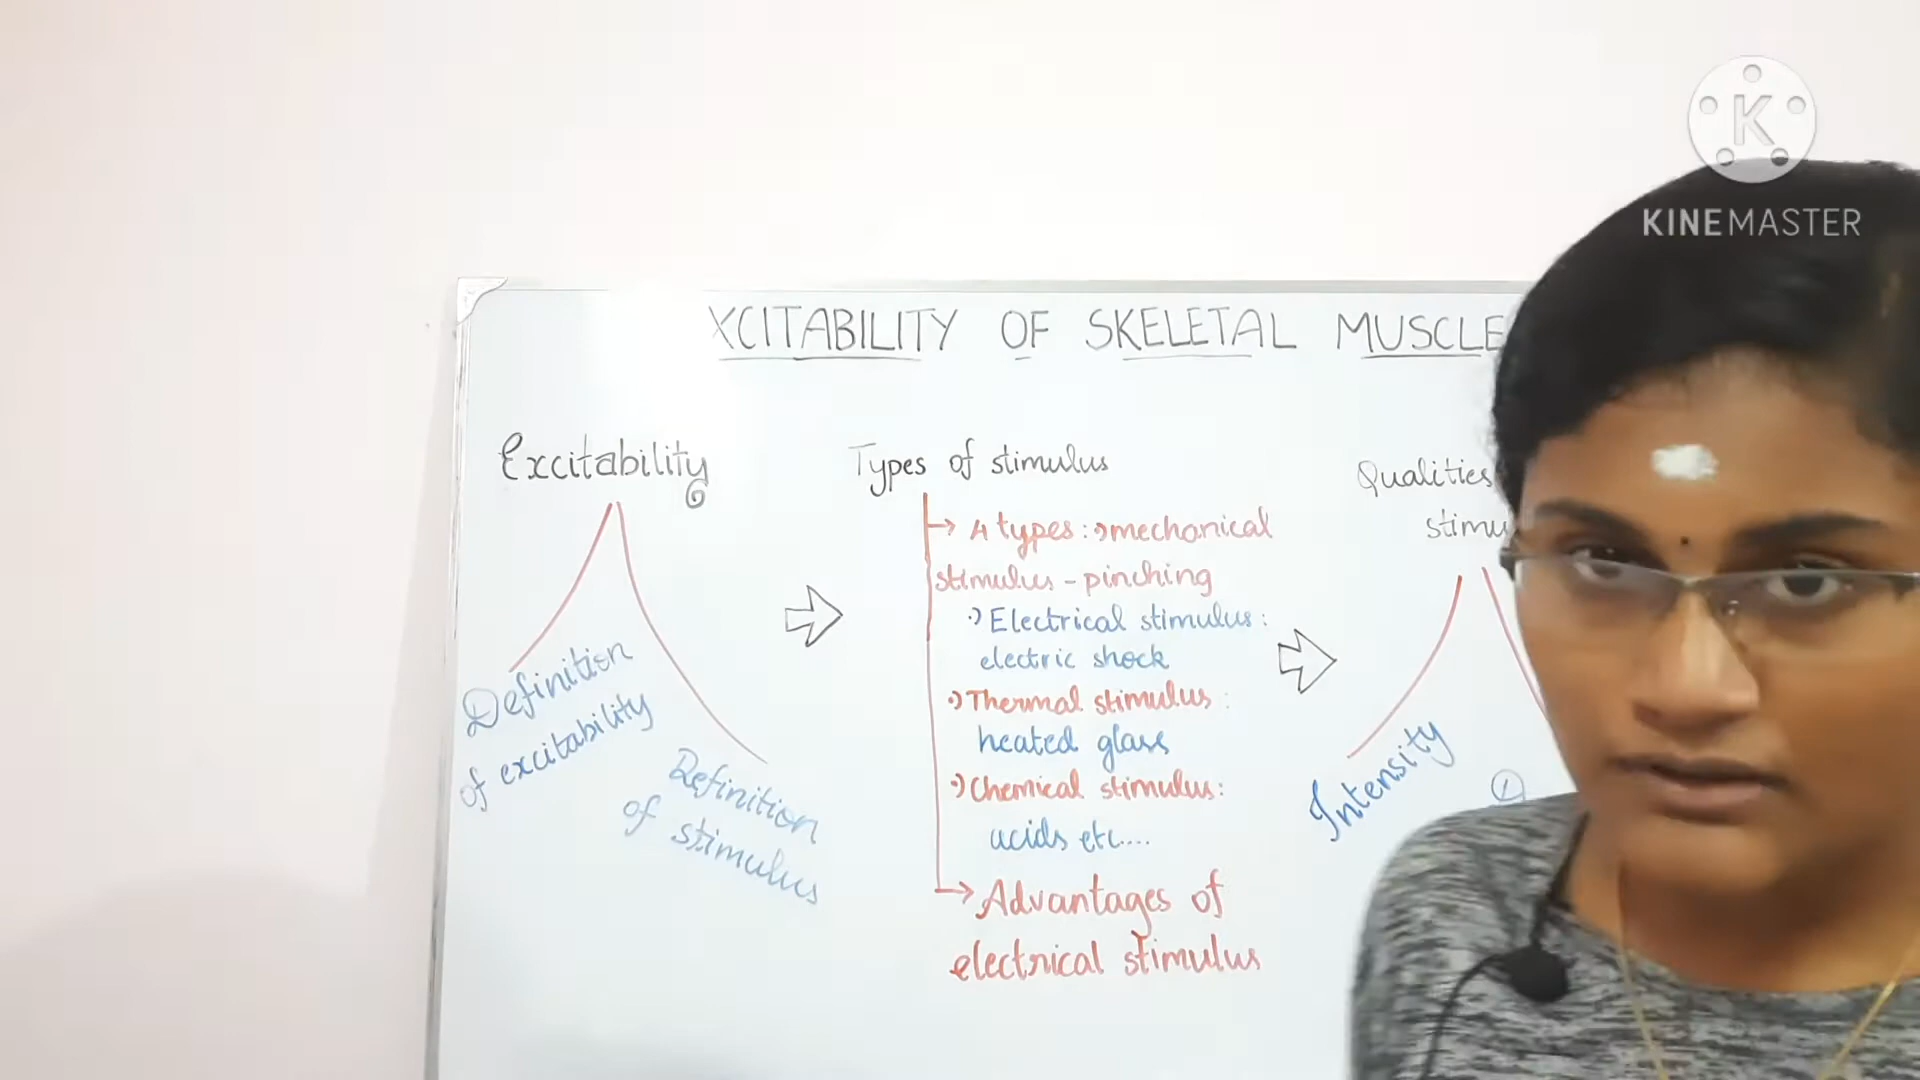 K
KINEMASTER
XCITABILITY OF SKELETAL MUSCLE
Excitability
Definition
of excitability
Definition
of stimulus
Types of stimulus
4 types: •) mechanical
stimulus - pinching
•) Electrical stimulus:
electric shock
•) Thermal stimulus:
heated glass
•) Chemical stimulus:
acids etc....
Advantages of
electrical stimulus
Qualities
stimu
Intensity